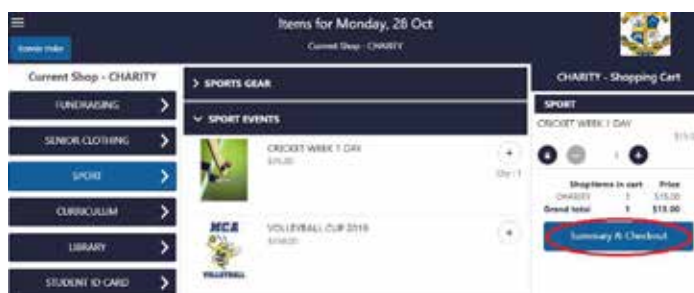 Items for Monday, 28 Oct
Current Shop - CHARITY
Current Shop - CHARITY
FUNDRAISING
SENIOR CLOTHING
SPORT
CURRICULUM
LIBRARY
STUDENT ID CARD
SPORTS GEAR
SPORT EVENTS
CRICKET WEEK 1 DAY
$15.00
Qty: 1
MCA
VOLLEYBALL
VOLLEYBALL CUP 2019
CHARITY - Shopping Cart
SPORT
CRICKET WEEK 1 DAY
1
Shop Items in cart Price
CHARITY 1 $15.00
Grand total 1 $15.00
Summary & Checkout